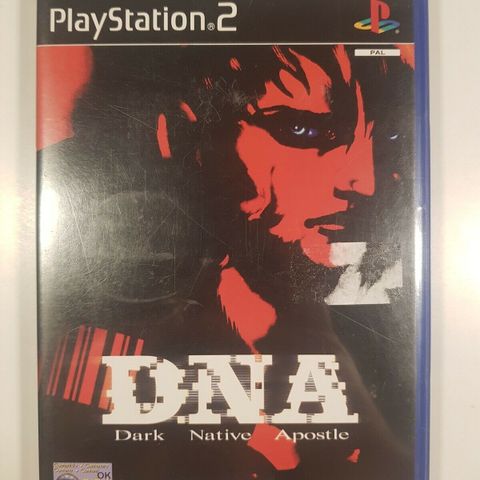 PlayStation®2
PAL
DNA
Dark Native Apostle
OK